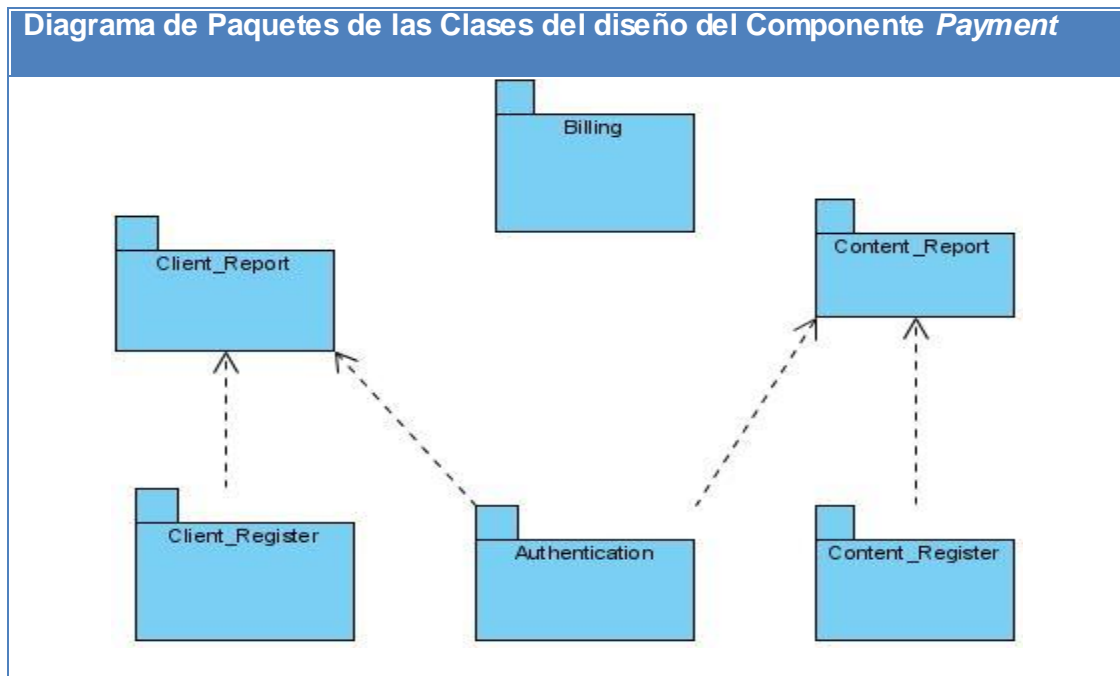 Diagrama de Paquetes de las Clases del diseño del Componente Payment
Billing
Client_Report
Content_Report
Client_Register
Authentication
Content_Register